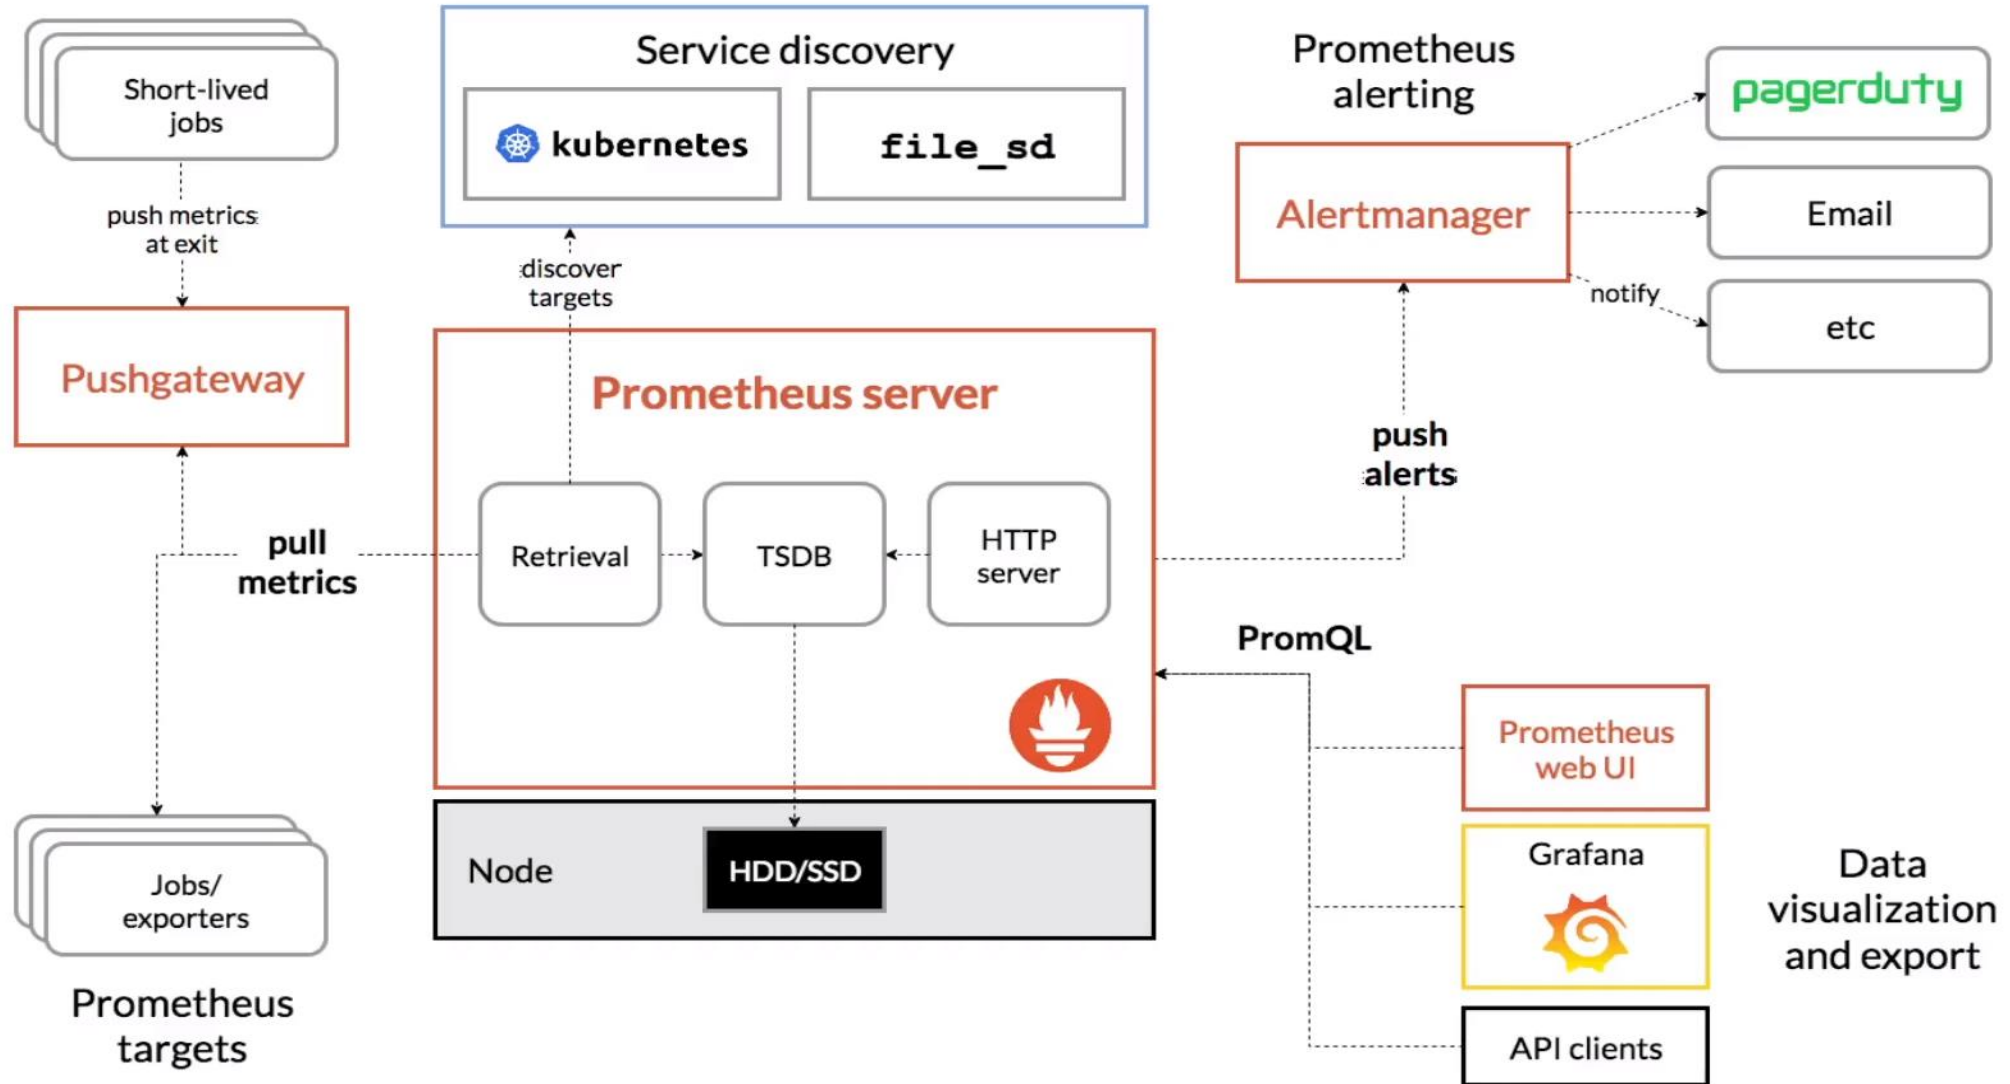 Short-lived
jobs
push metrics
at exit
Pushgateway
pull
metrics
Jobs/
exporters
Prometheus
targets
Service discovery
kubernetes
file_sd
discover
targets
Prometheus server
Retrieval
TSDB
HTTP
server
Node
HDD/SSD
Prometheus
alerting
Alertmanager
pagerduty
Email
etc
notify
push
alerts
PromQL
Prometheus
web UI
Grafana
API clients
Data
visualization
and export